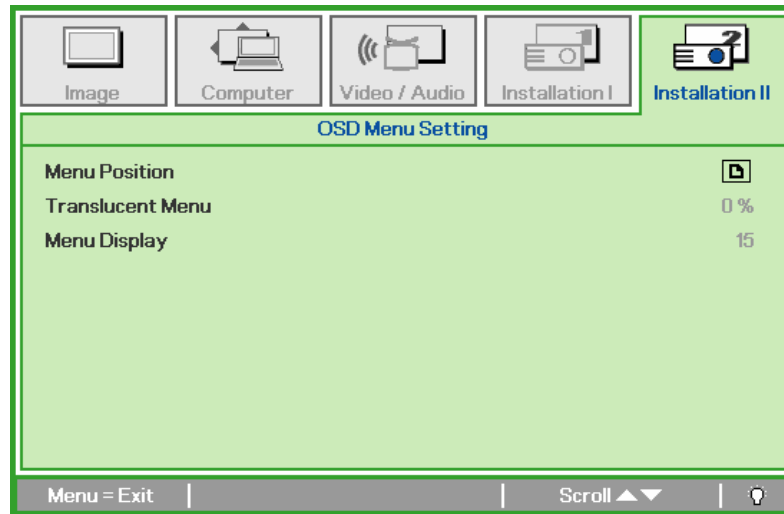 Image
Computer
Video / Audio
Installation I
Installation II
OSD Menu Setting
Menu Position
Translucent Menu 0 %
Menu Display 15
Menu = Exit Scroll ▲▼